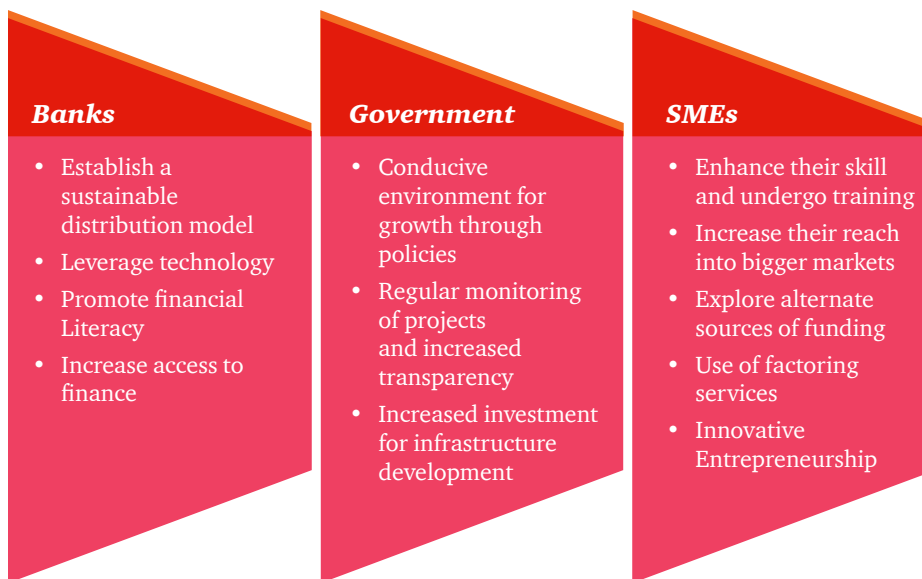 Banks
• Establish a
sustainable
distribution model
• Leverage technology
• Promote financial
Literacy
• Increase access to
finance
Government
• Conducive
environment for
growth through
policies
• Regular monitoring
of projects
and increased
transparency
• Increased investment
for infrastructure
development
SMEs
• Enhance their skill
and undergo training
• Increase their reach
into bigger markets
• Explore alternate
sources of funding
• Use of factoring
services
• Innovative
Entrepreneurship